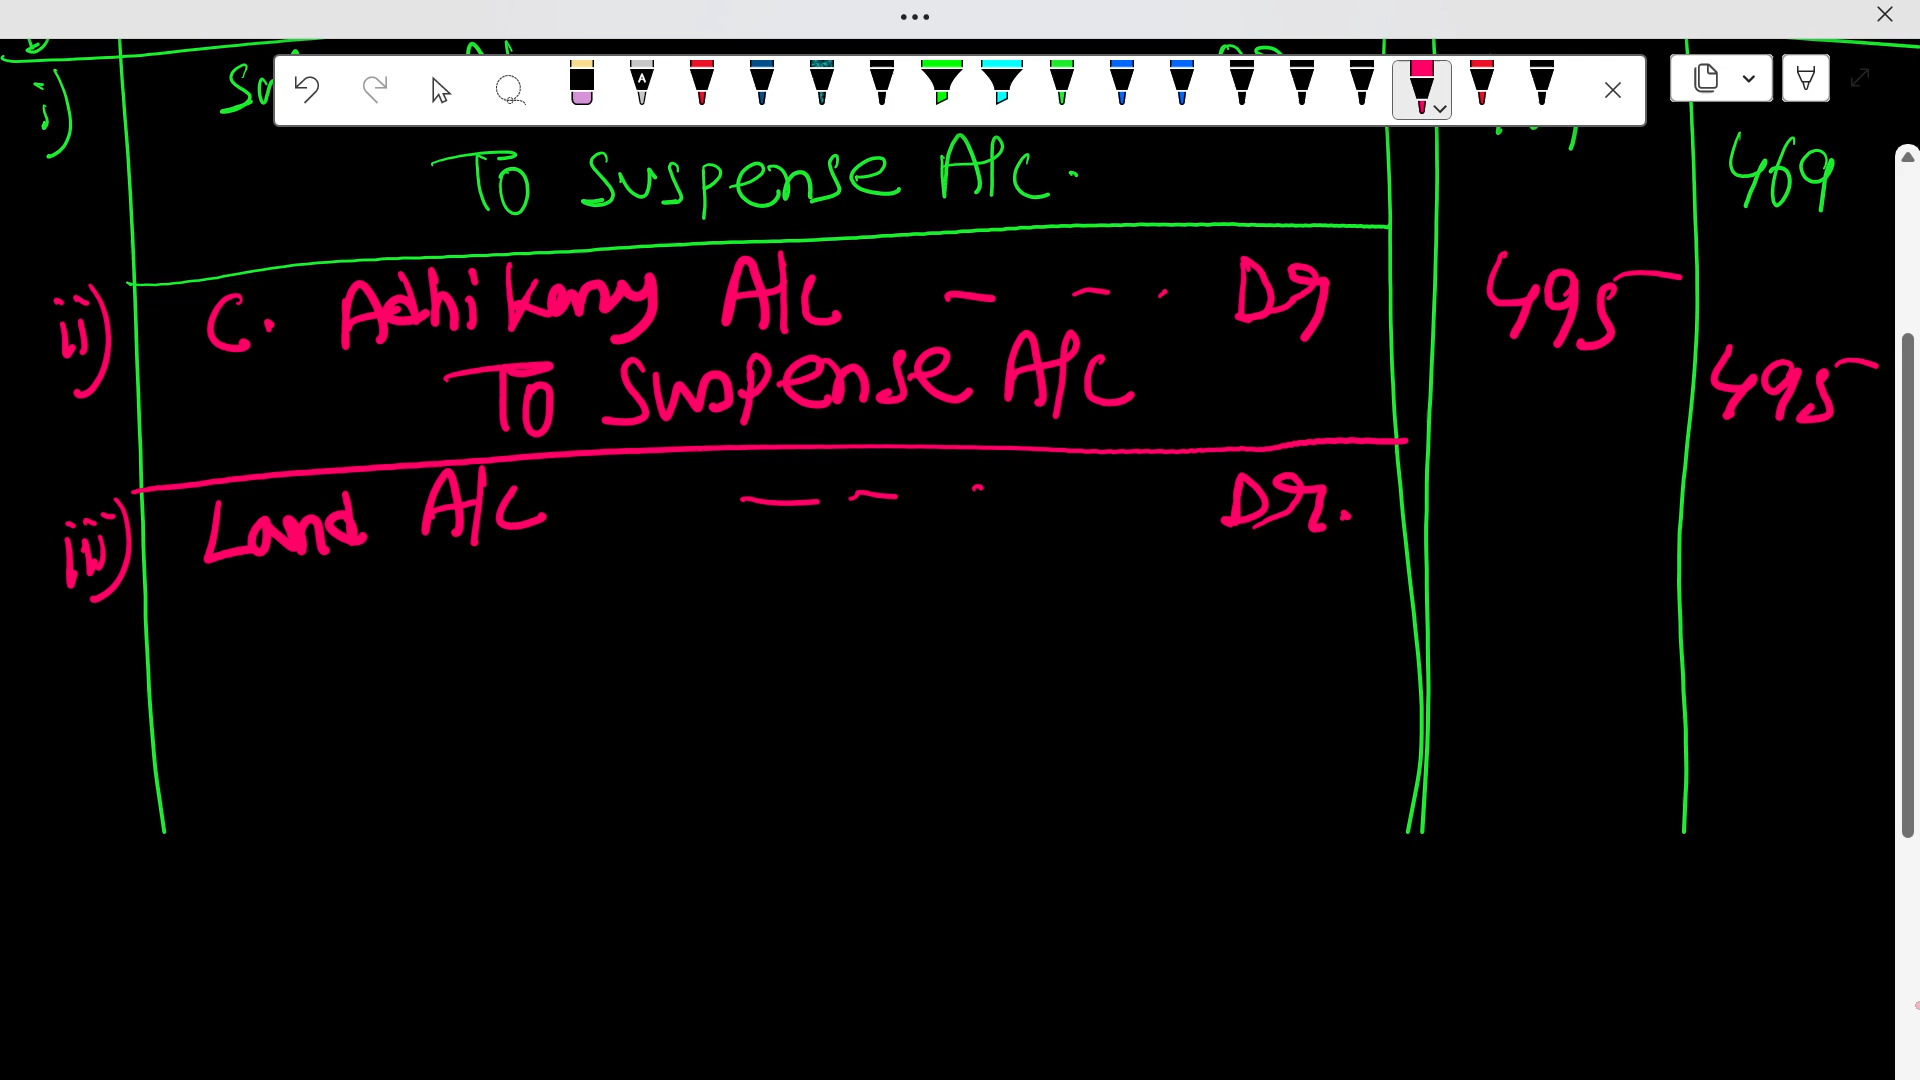 i)
To Suspense A/C.
469
ii) C. Adhikary A/C — - . Dr 495
To Suspense A/C
495
iii) Land A/C — - . Dr.